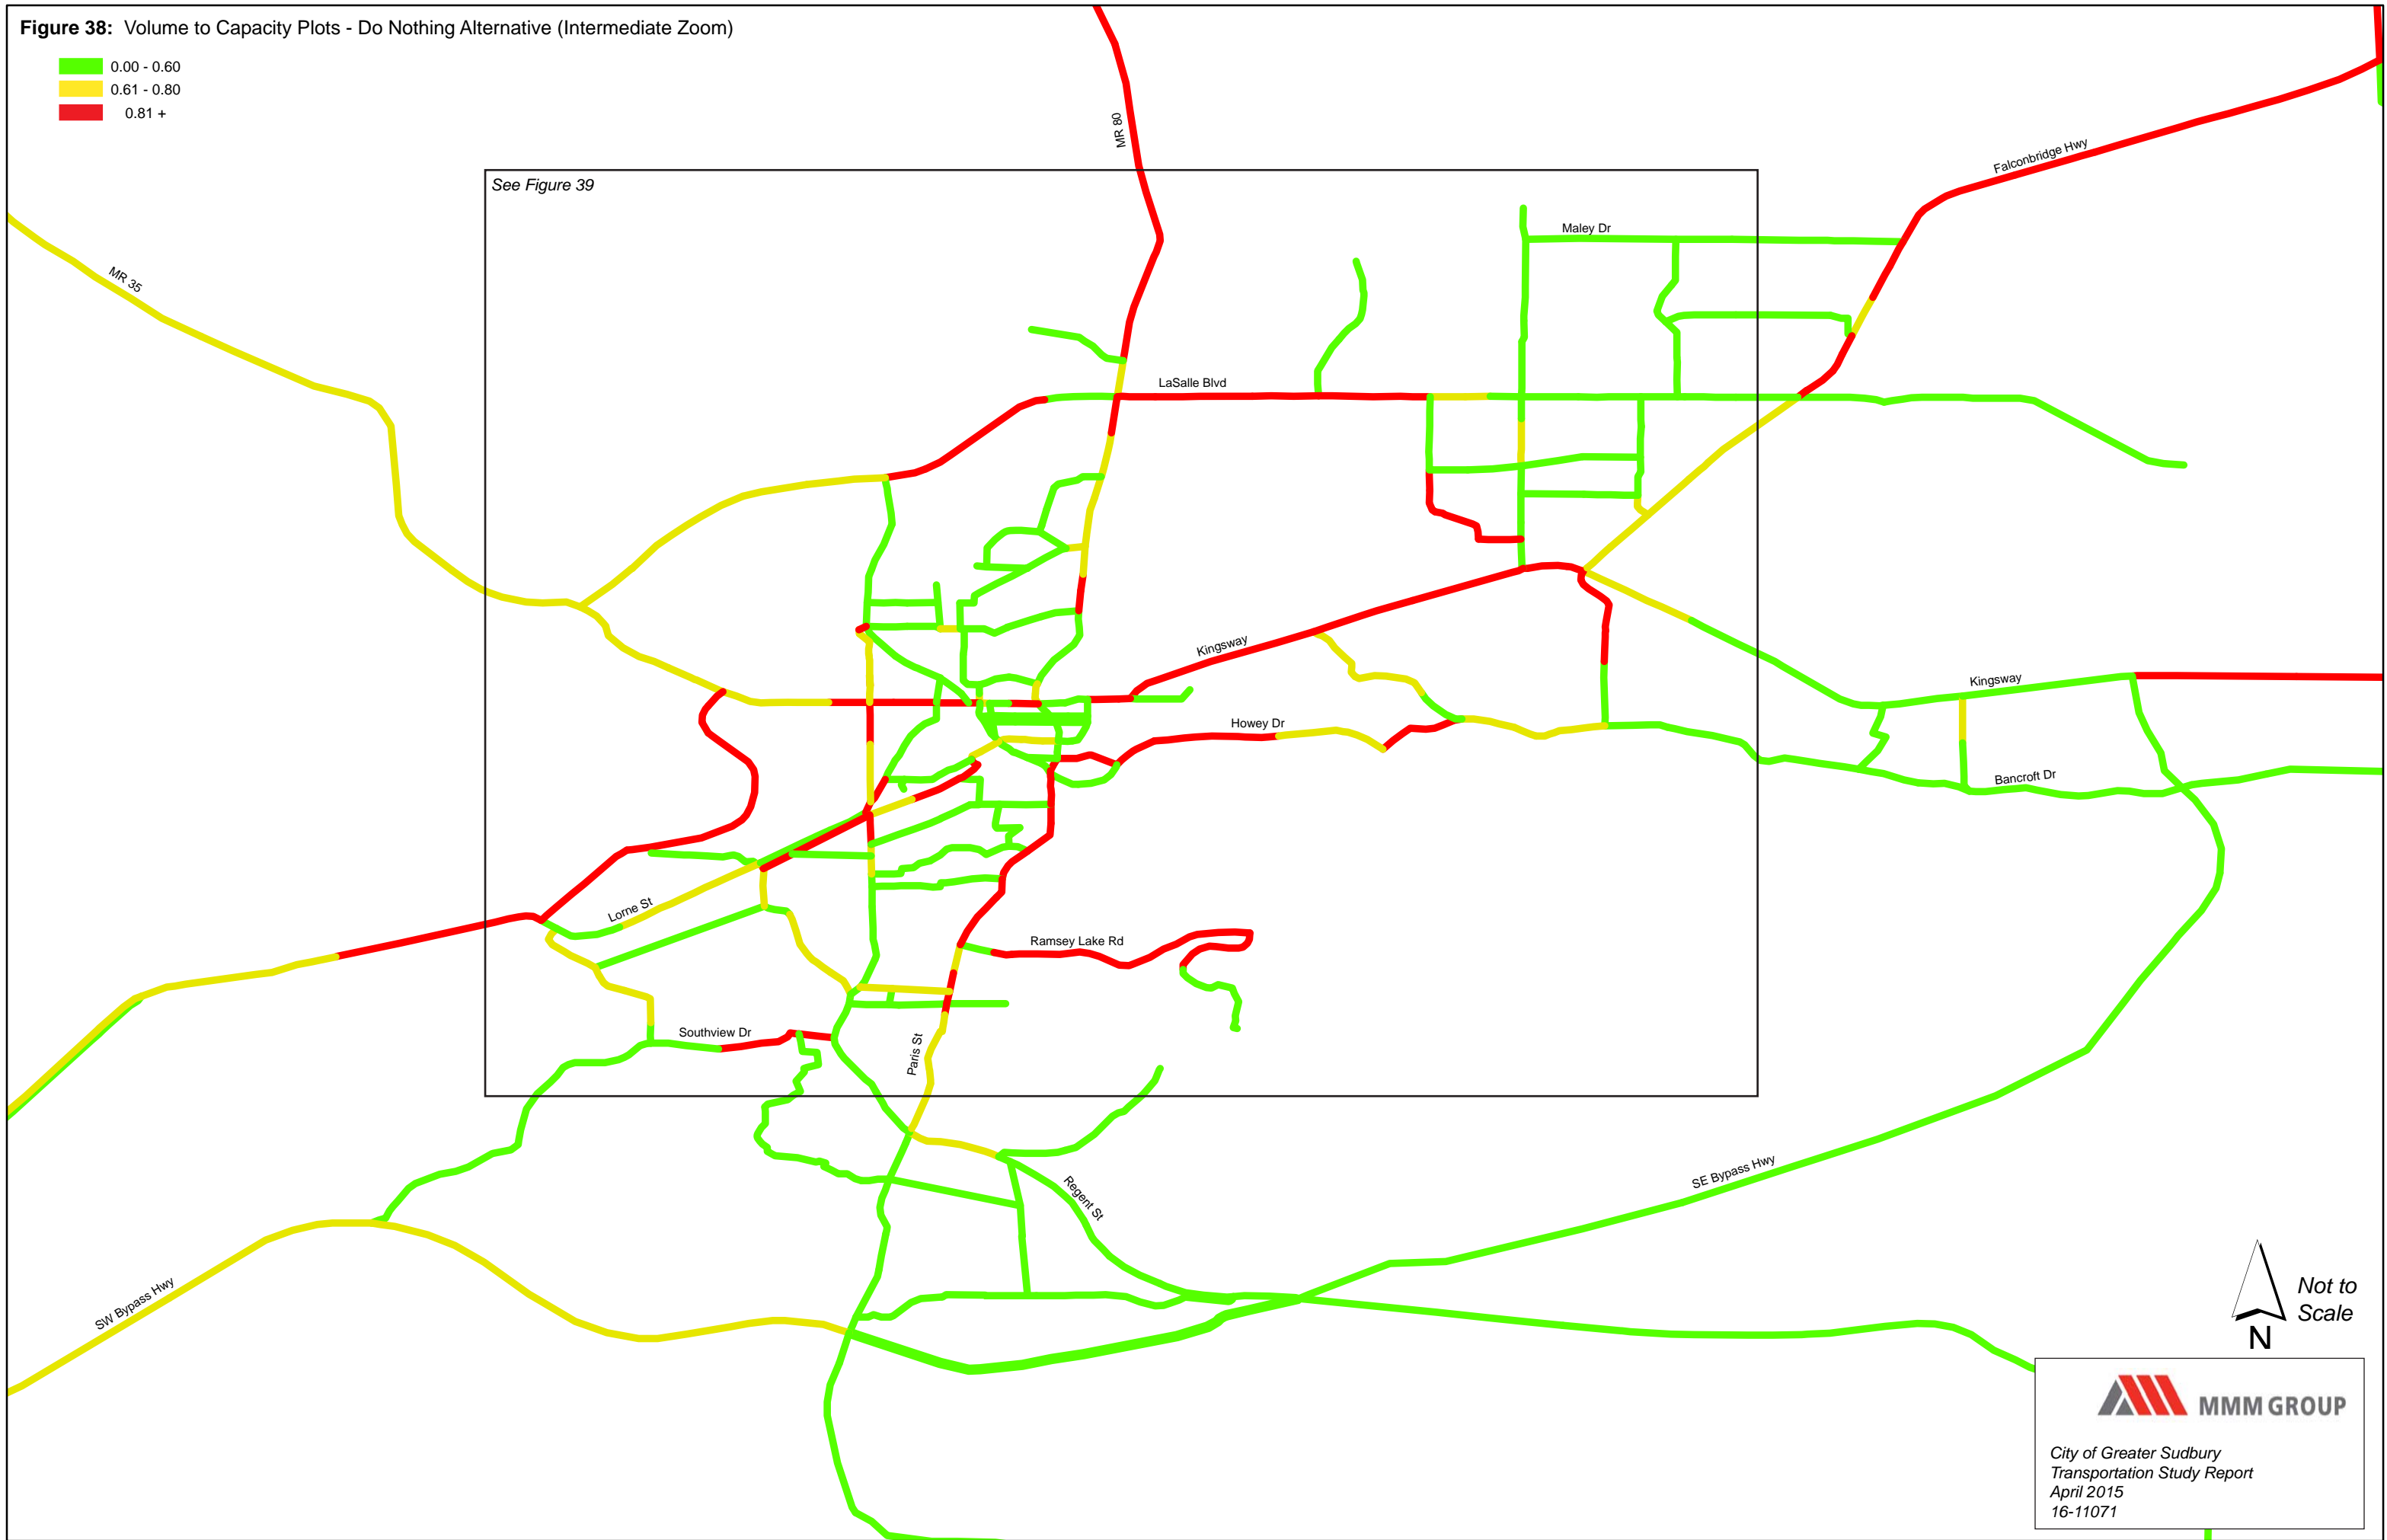 Figure 38: Volume to Capacity Plots - Do Nothing Alternative (Intermediate Zoom)
0.00 - 0.60
0.61 - 0.80
0.81 +
MR 80
Falconbridge Hwy
See Figure 39
Maley Dr
MR 35
LaSalle Blvd
Kingsway
Kingsway
Howey Dr
Bancroft Dr
Lorne St
Ramsey Lake Rd
Southview Dr
Paris St
SE Bypass Hwy
Regent St
SW Bypass Hwy
Not to
Scale
N
MMM GROUP
City of Greater Sudbury
Transportation Study Report
April 2015
16-11071